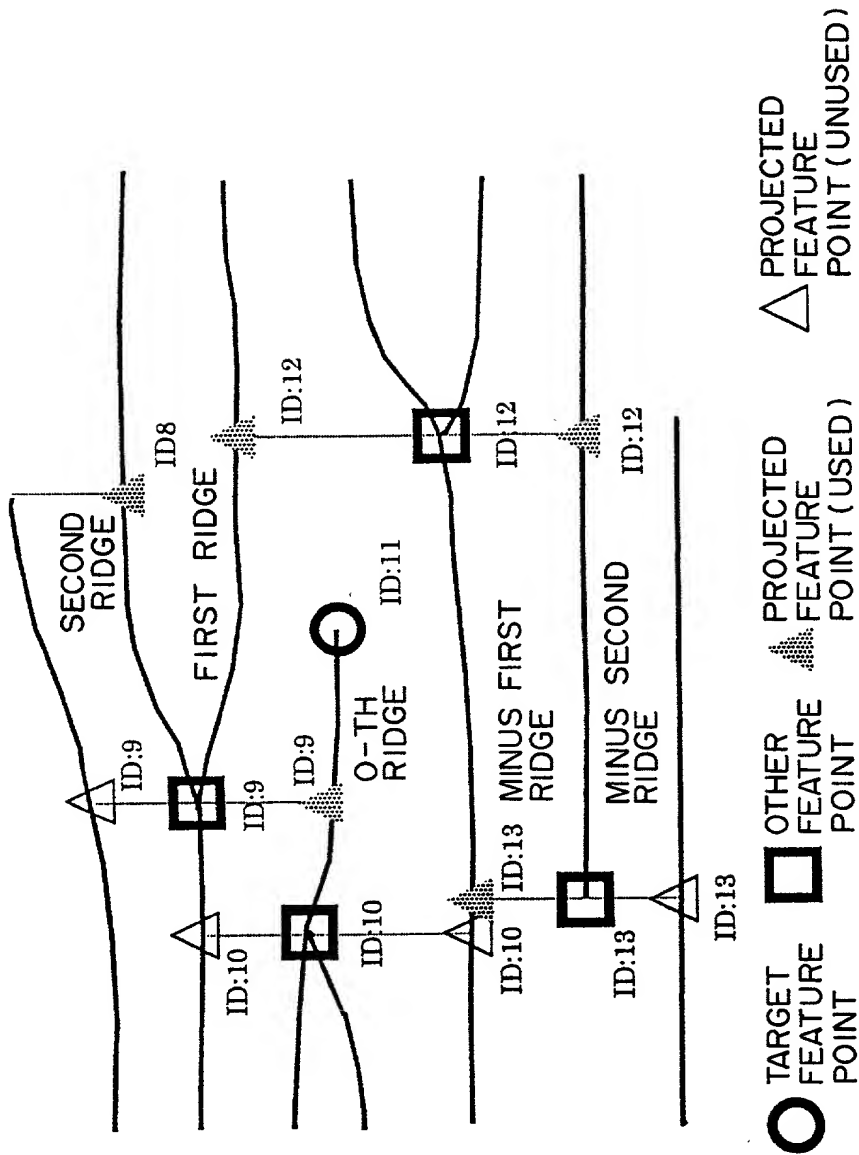 SECOND
RIDGE
ID8
ID:9
ID:9
FIRST RIDGE
ID:12
ID:10
ID:9
O-TH
RIDGE
ID:11
ID:10
ID:10
ID:13
MINUS FIRST
RIDGE
ID:12
ID:13
MINUS SECOND
RIDGE
ID:12
ID:13
TARGET
FEATURE
POINT
OTHER
FEATURE
POINT
PROJECTED
FEATURE
POINT (USED)
PROJECTED
FEATURE
POINT (UNUSED)